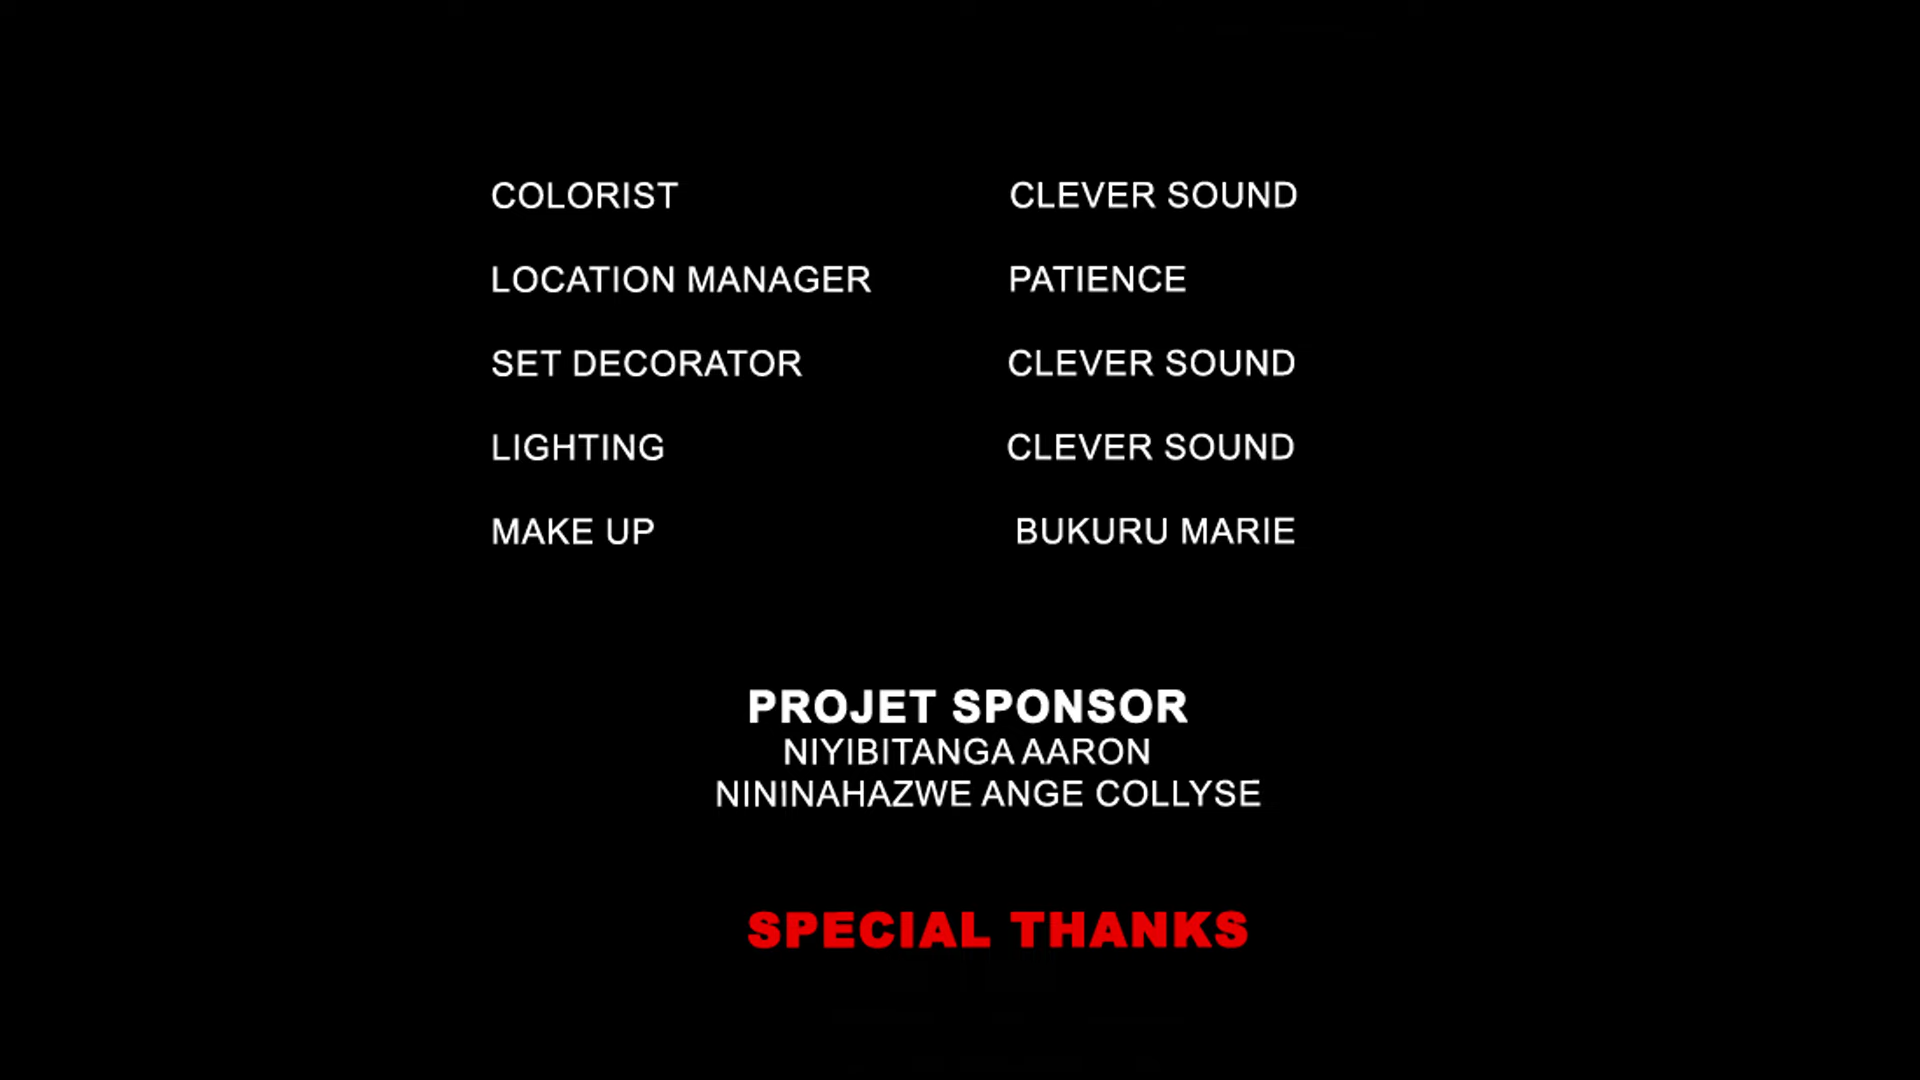 COLORIST CLEVER SOUND
LOCATION MANAGER PATIENCE
SET DECORATOR CLEVER SOUND
LIGHTING CLEVER SOUND
MAKE UP BUKURU MARIE
PROJET SPONSOR
NIYIBITANGA AARON
NININAHAZWE ANGE COLLYSE
SPECIAL THANKS